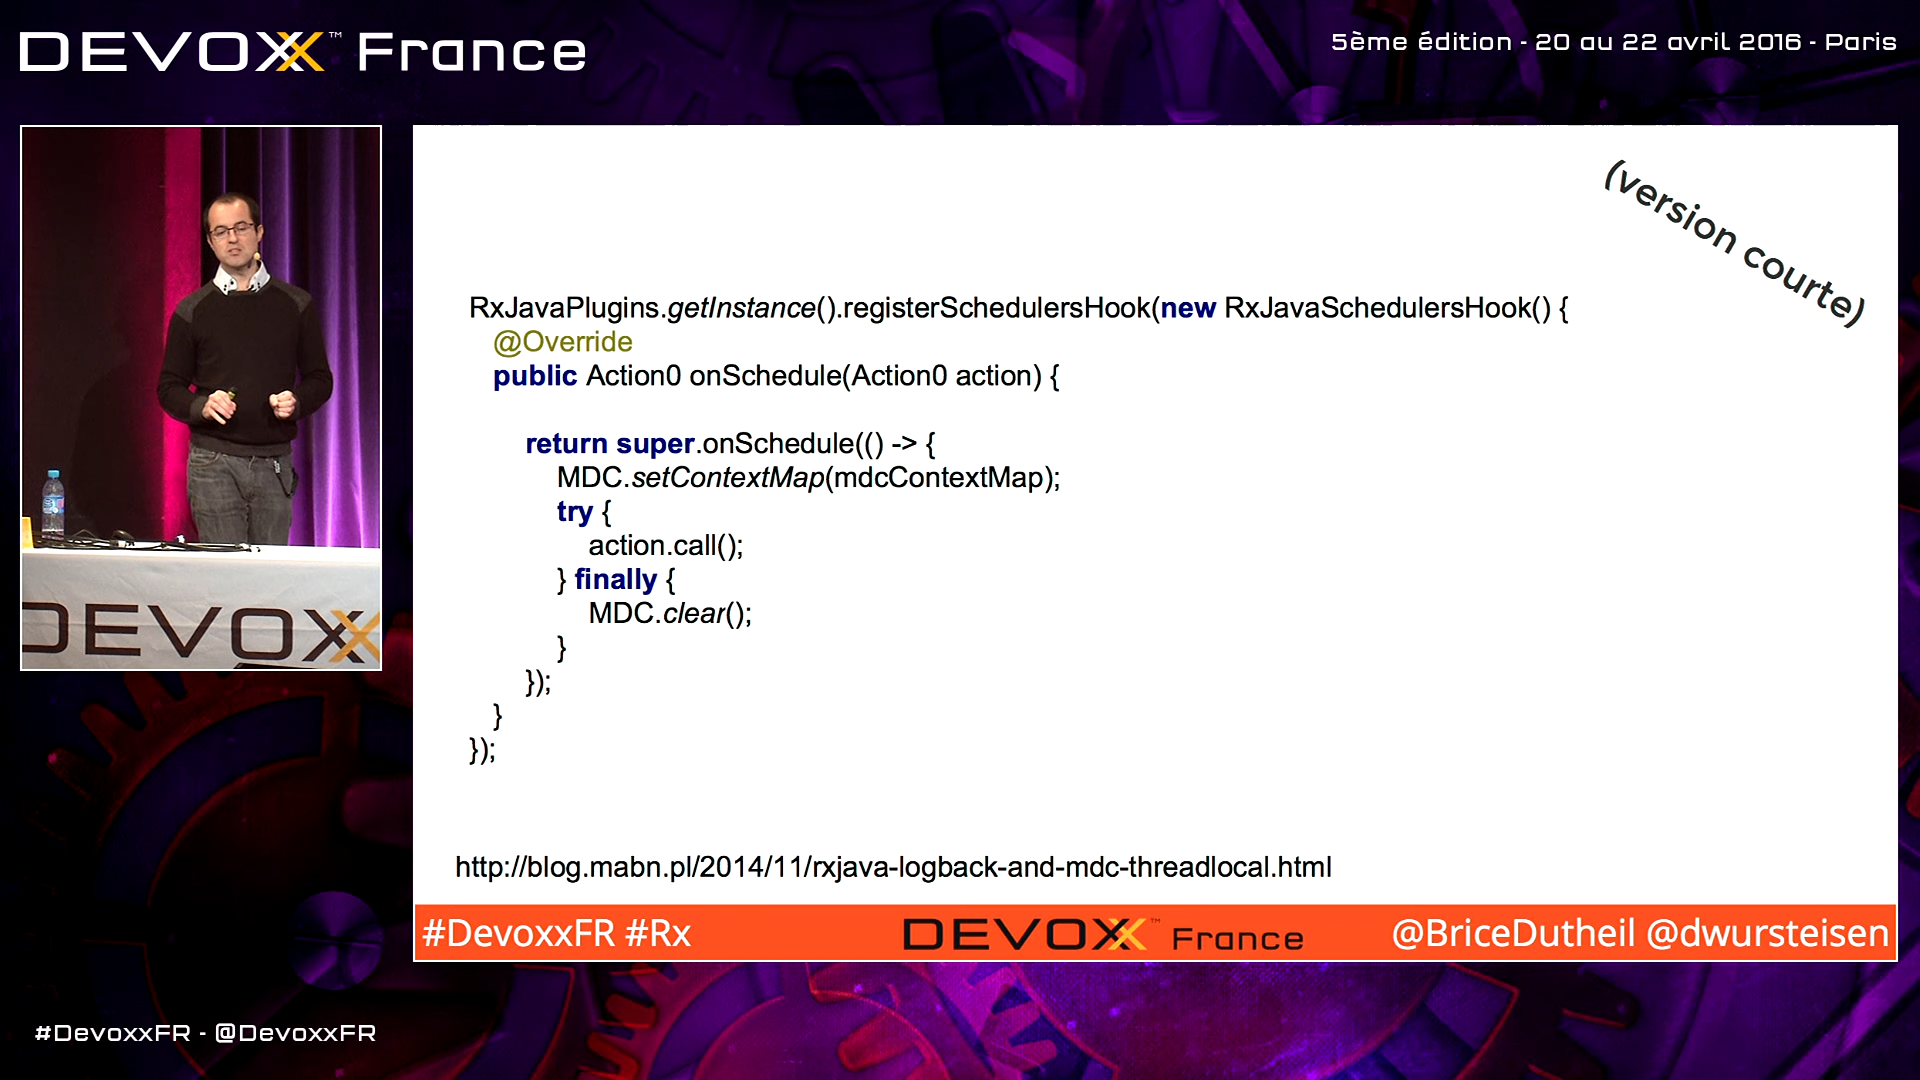 DEVOXX™ France
5ème édition - 20 au 22 avril 2016 - Paris
(version courte)
RxJavaPlugins.getInstance().registerSchedulersHook(new RxJavaSchedulersHook() {
@Override
public Action0 onSchedule(Action0 action) {
return super.onSchedule(() -> {
MDC.setContextMap(mdcContextMap);
try {
action.call();
} finally {
MDC.clear();
}
});
}
});
http://blog.mabn.pl/2014/11/rxjava-logback-and-mdc-threadlocal.html
#DevoxxFR #Rx
DEVOXX™ France
@BriceDutheil @dwursteisen
DEVOXX
#DevoxxFR - @DevoxxFR